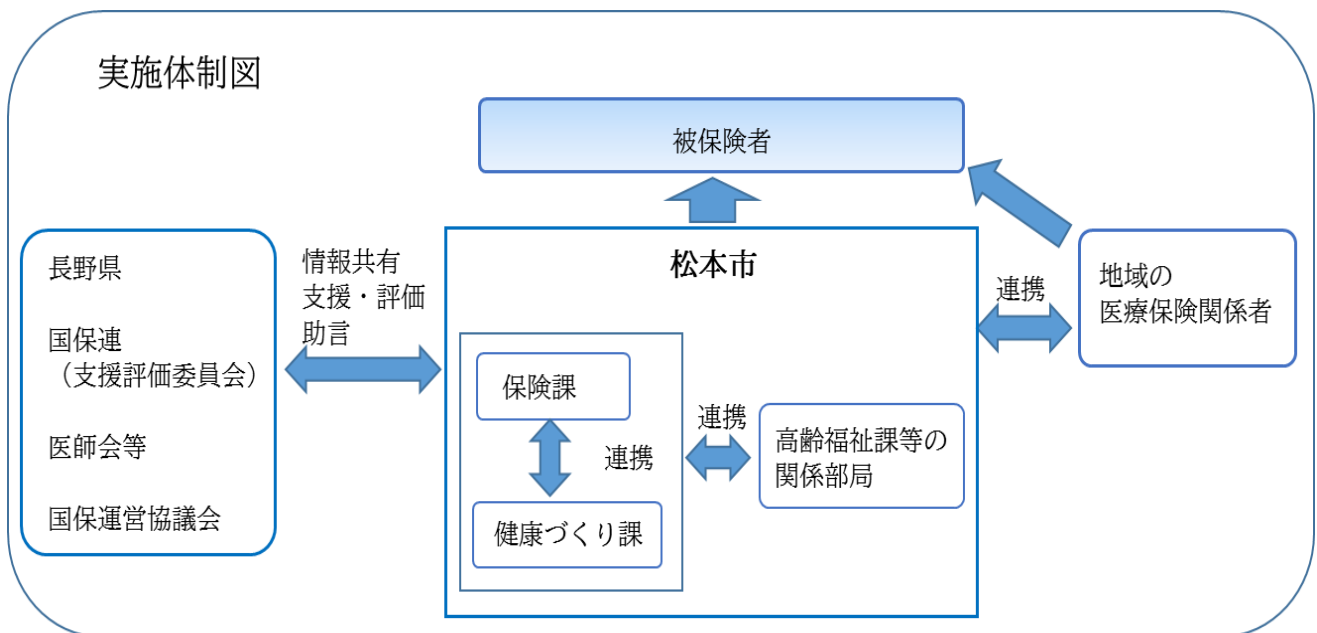 実施体制図
被保険者
長野県
国保連
（支援評価委員会）
医師会等
国保運営協議会
情報共有
支援・評価
助言
松本市
保険課
連携
健康づくり課
連携
高齢福祉課等の
関係部局
連携
地域の
医療保険関係者